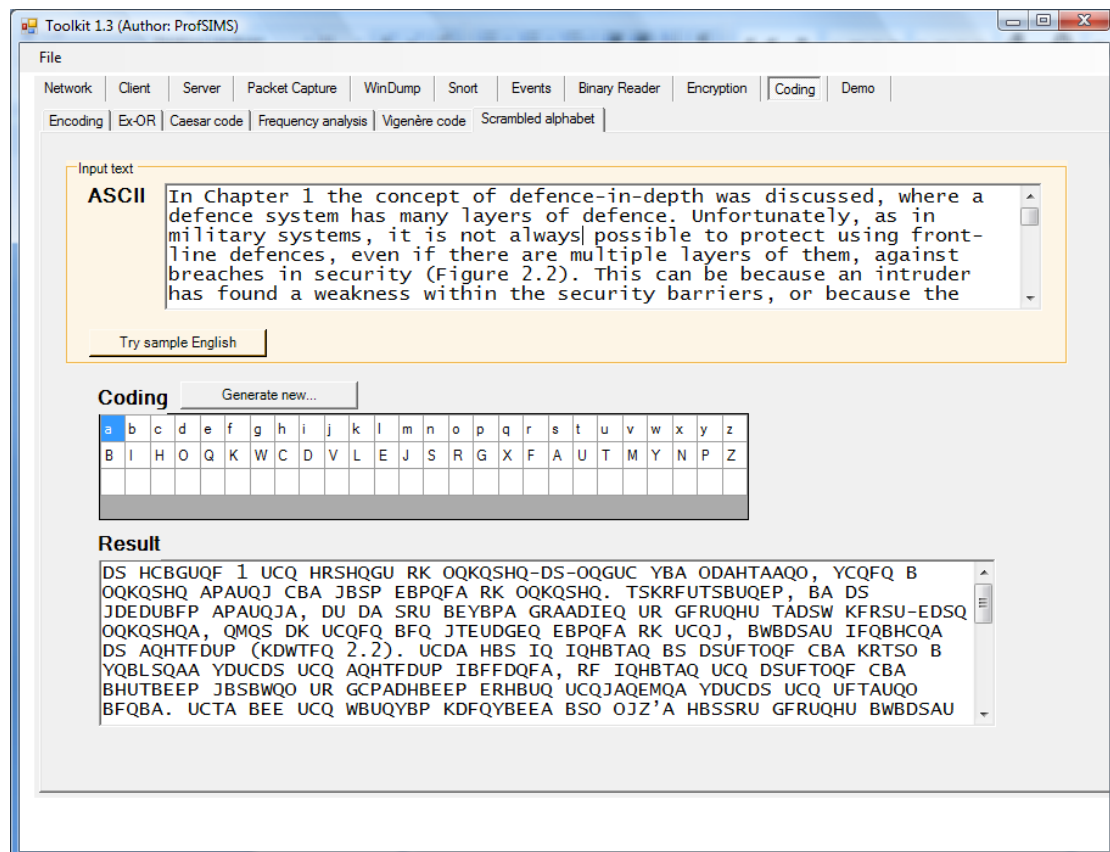 Toolkit 1.3 (Author: ProfSIMS)
File
Network Client Server Packet Capture WinDump Snort Events Binary Reader Encryption Coding Demo
Encoding Ex-OR Caesar code Frequency analysis Vigenère code Scrambled alphabet
Input text
ASCII
In Chapter 1 the concept of defence-in-depth was discussed, where a
defence system has many layers of defence. Unfortunately, as in
military systems, it is not always possible to protect using front-
line defences, even if there are multiple layers of them, against
breaches in security (Figure 2.2). This can be because an intruder
has found a weakness within the security barriers, or because the
Try sample English
Coding Generate new...
a b c d e f g h i j k l m n o p q r s t u v w x y z
B I H O Q K W C D V L E J S R G X F A U T M Y N P Z
Result
DS HCBGUQF 1 UCQ HRSHQGU RK OQKQSHQ-DS-OQGUC YBA ODAHTAAQO, YCQFQ B
OQKQSHQ APAUQJ CBA JBSP EBPQFA RK OQKQSHQ. TSKRFUTSBUQEP, BA DS
JDEDUBFP APAUQJA, DU DA SRU BEYBPA GRAADIEQ UR GFRUQHU TADSW KFRSU-EDSQ
OQKQSHQA, QMQS DK UCQFQ BFQ JTEUDGEQ EBPQFA RK UCQJ, BWBDSAU IFQBHCQA
DS AQHTFDUP (KDWTFQ 2.2). UCDA HBS IQ IQHBTAQ BS DSUFTOQF CBA KRTSO B
YQBLSQAA YDUCDS UCQ AQHTFDUP IBFFDQFA, RF IQHBTAQ UCQ DSUFTOQF CBA
BHUTBEEP JBSBWQO UR GCPADHBEEP ERHBUQ UCQJAQEMQA YDUCDS UCQ UFTAUQO
BFQBA. UCTA BEE UCQ WBUQYBP KDFQYBEEA BSO OJZ’A HBSSRU GFRUQHU BWBDSAU